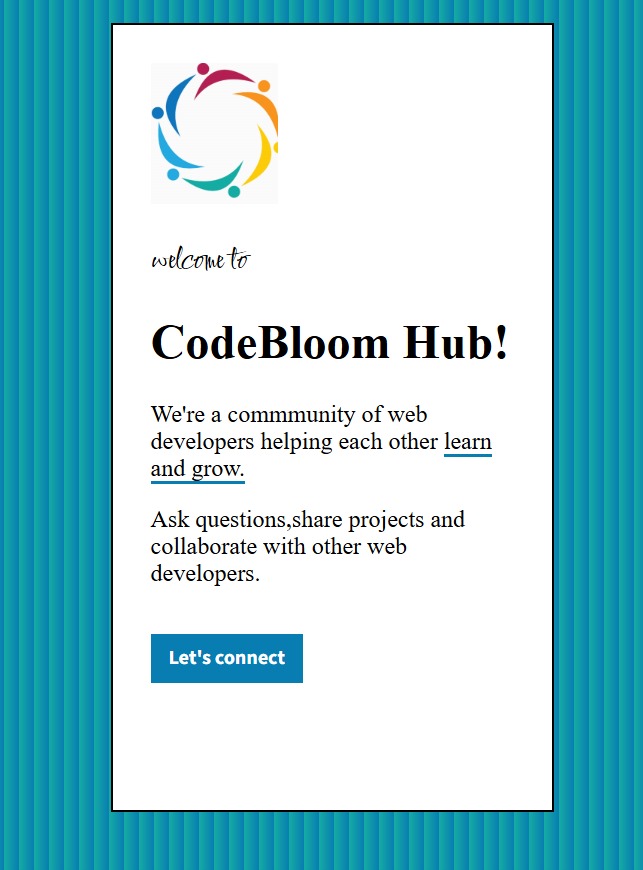 welcome to
CodeBloom Hub!
We're a commmunity of web
developers helping each other learn
and grow.
Ask questions,share projects and
collaborate with other web
developers.
Let's connect